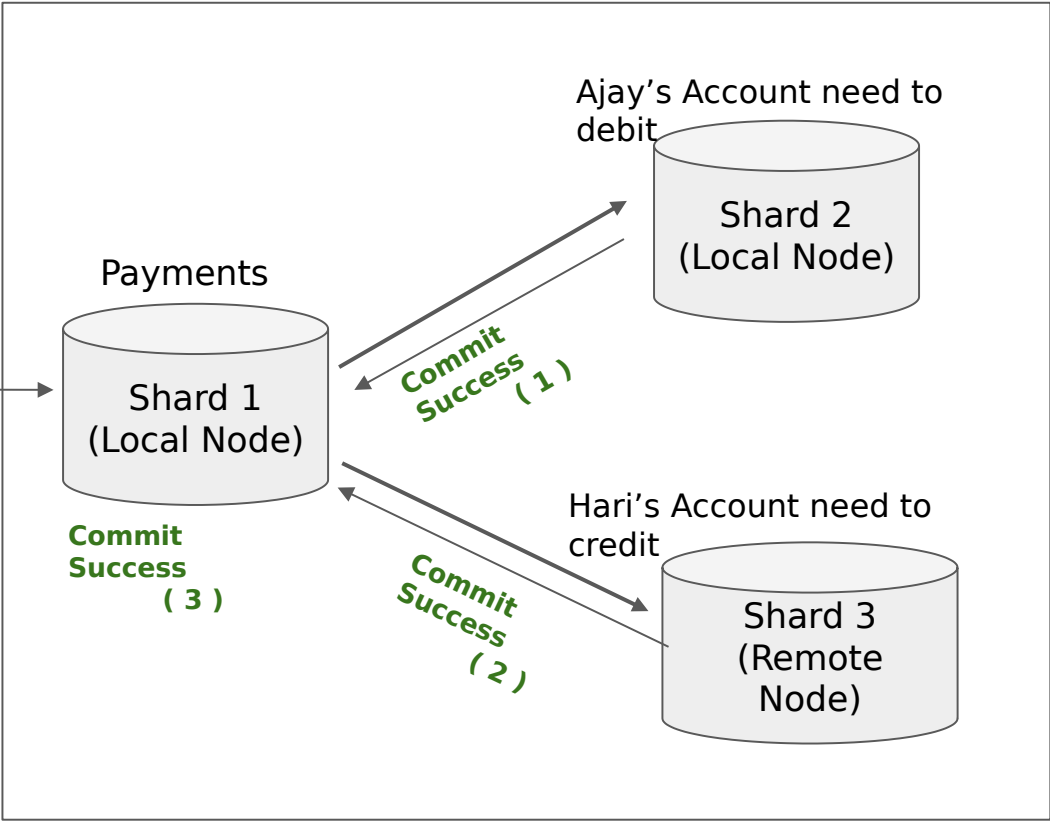 Ajay’s Account need to
debit
Shard 2
(Local Node)
Payments
Shard 1
(Local Node)
Commit
Success
( 1 )
Hari’s Account need to
credit
Commit
Success
( 3 )
Commit
Success
( 2 )
Shard 3
(Remote
Node)